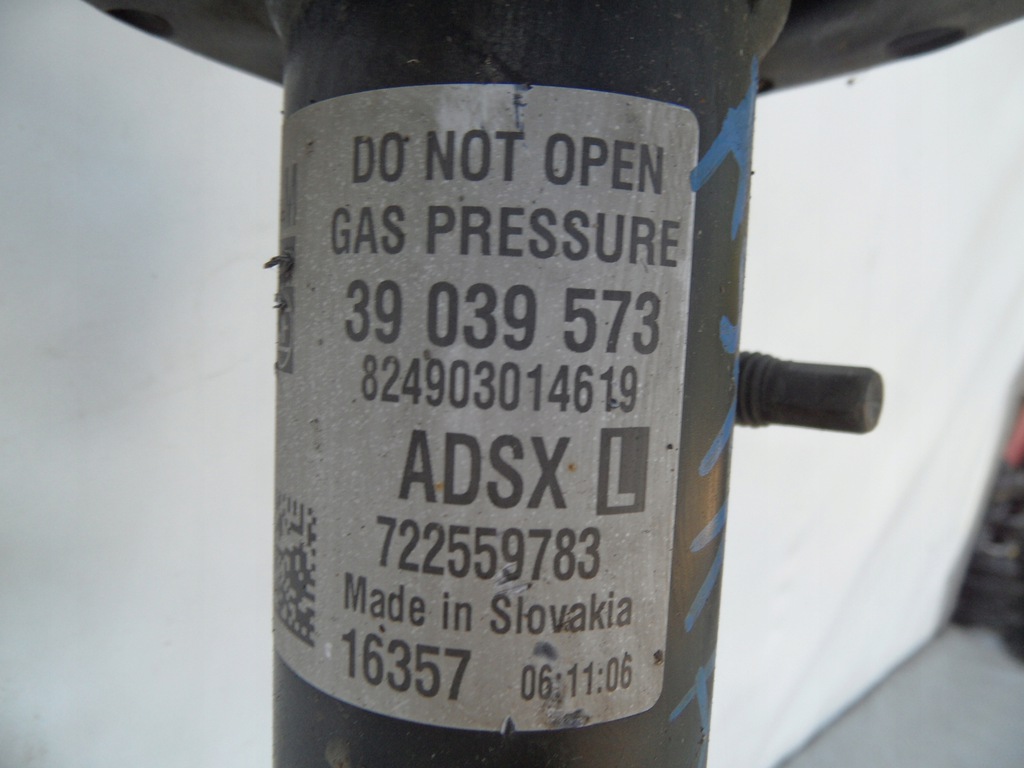 DO NOT OPEN
GAS PRESSURE
39 039 573
824903014619
ADSX L
722559783
Made in Slovakia
16357 06:11:06